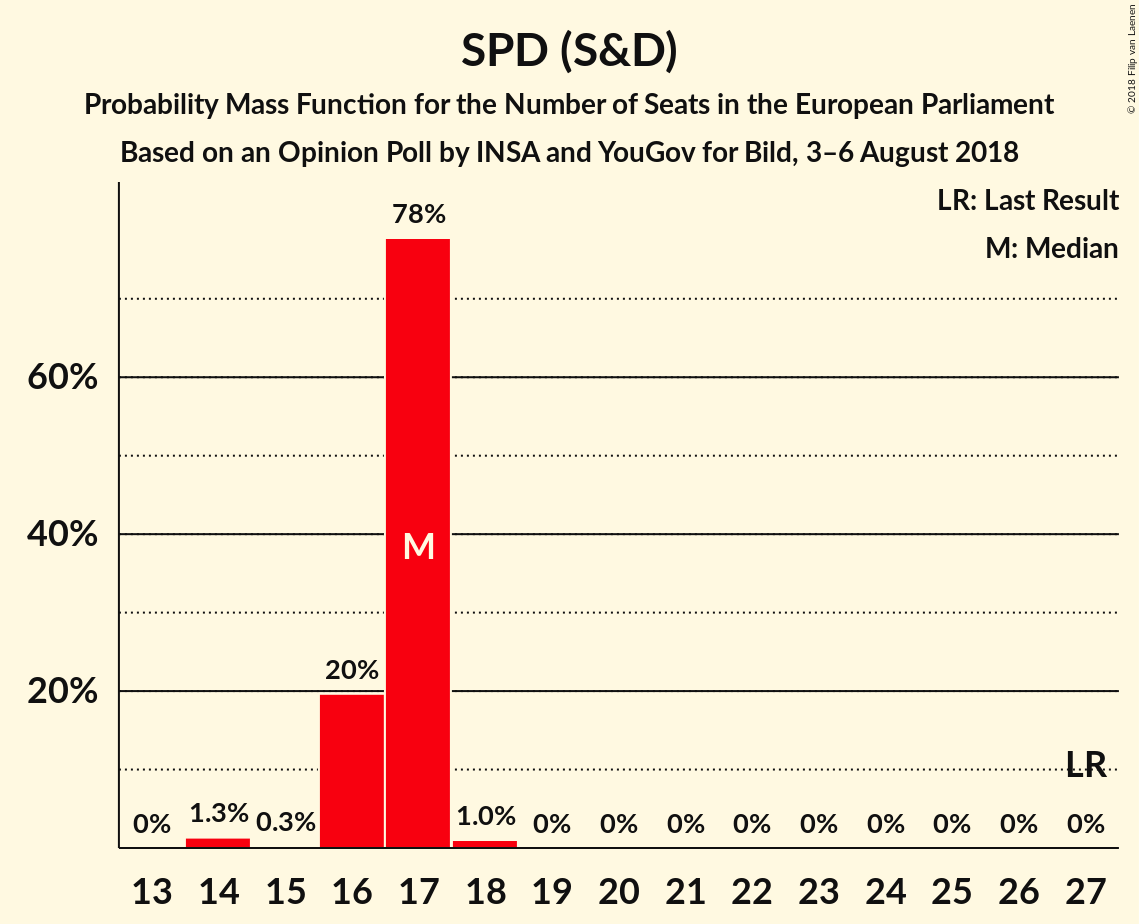 SPD (S&D)
Probability Mass Function for the Number of Seats in the European Parliament
Based on an Opinion Poll by INSA and YouGov for Bild, 3–6 August 2018
© 2018 Filip van Laenen
LR: Last Result
M: Median
78%
60%
40%
M
20%
20%
LR
0% 1.3% 0.3% 1.0% 0% 0% 0% 0% 0% 0% 0% 0% 0%
13 14 15 16 17 18 19 20 21 22 23 24 25 26 27